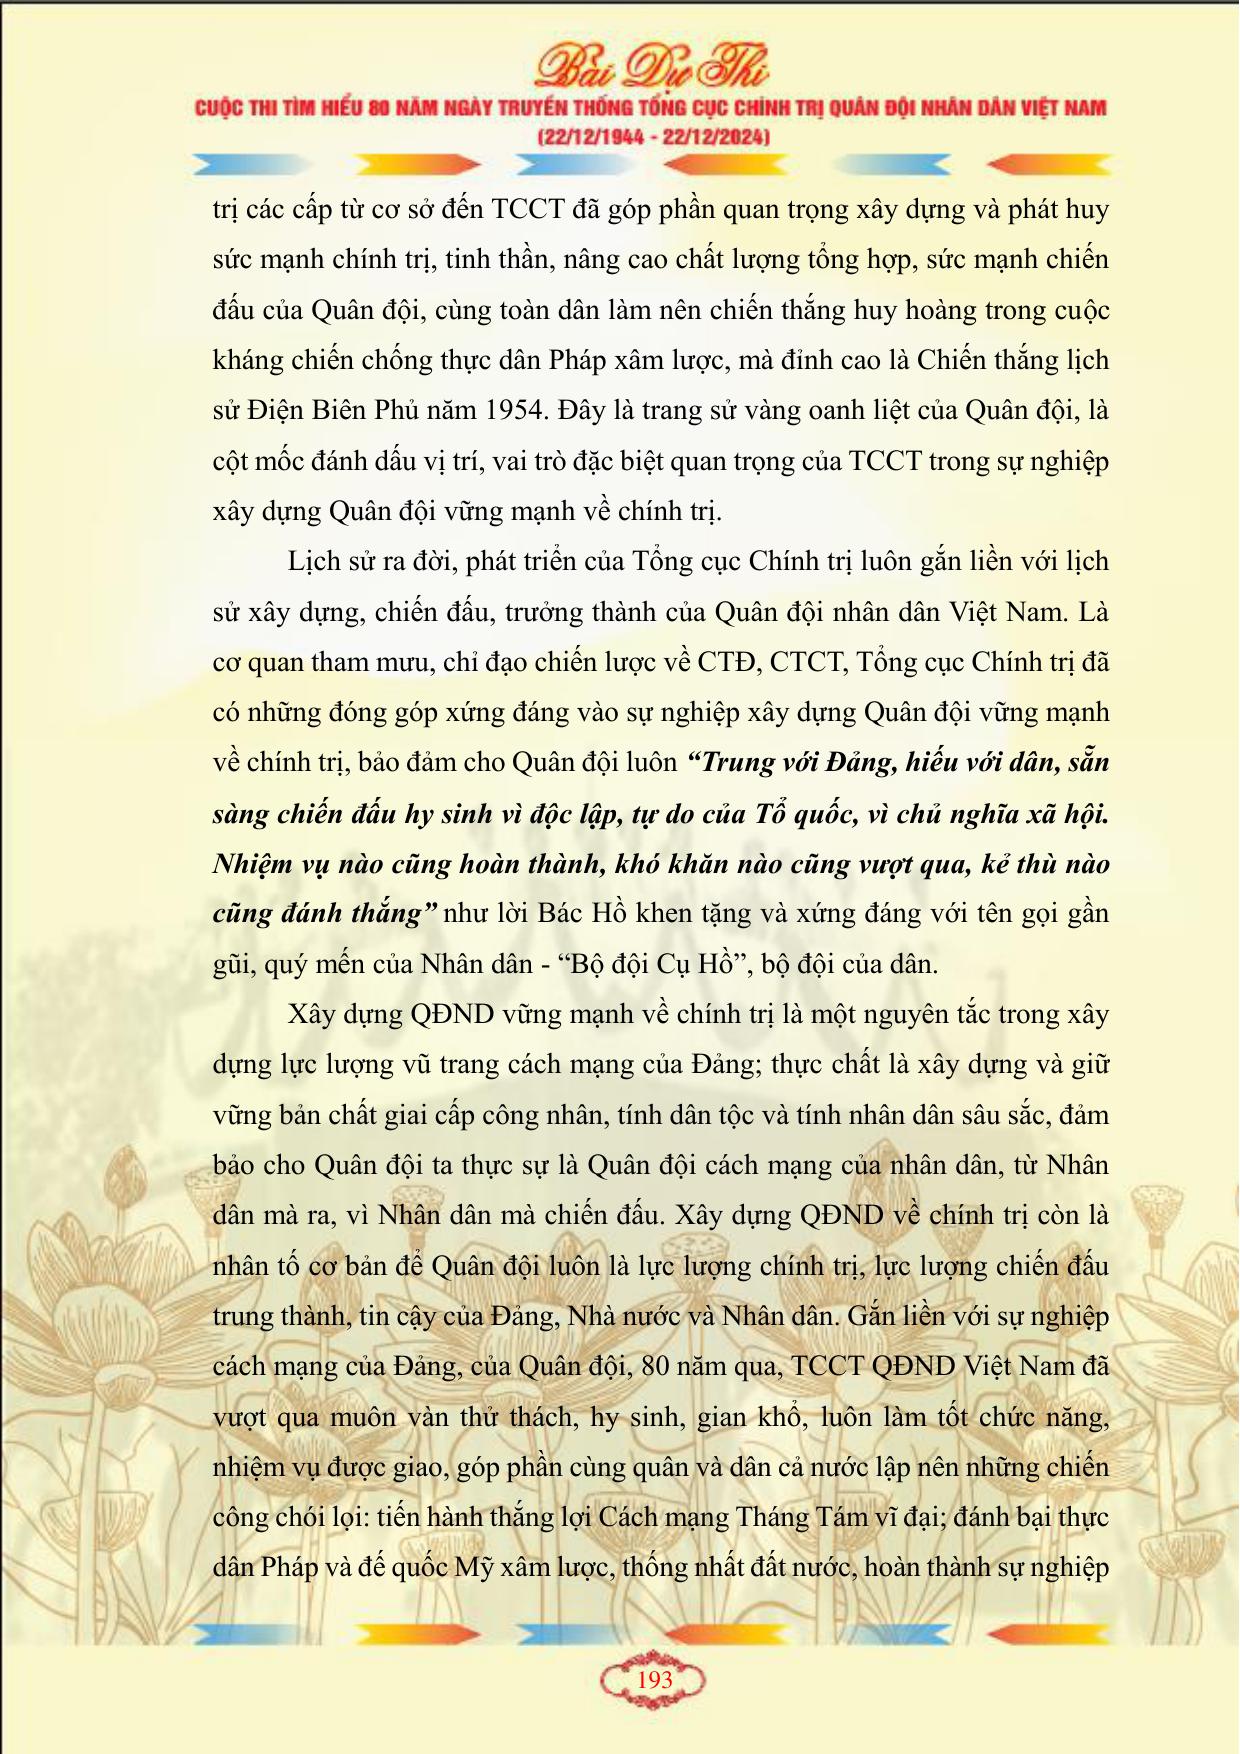 Bài Dự Thi
CUỘC THI TÌM HIỂU 80 NĂM NGÀY TRUYỀN THỐNG TỔNG CỤC CHÍNH TRỊ QUÂN ĐỘI NHÂN DÂN VIỆT NAM
(22/12/1944 - 22/12/2024)
trị các cấp từ cơ sở đến TCCT đã góp phần quan trọng xây dựng và phát huy
sức mạnh chính trị, tinh thần, nâng cao chất lượng tổng hợp, sức mạnh chiến
đấu của Quân đội, cùng toàn dân làm nên chiến thắng huy hoàng trong cuộc
kháng chiến chống thực dân Pháp xâm lược, mà đỉnh cao là Chiến thắng lịch
sử Điện Biên Phủ năm 1954. Đây là trang sử vàng oanh liệt của Quân đội, là
cột mốc đánh dấu vị trí, vai trò đặc biệt quan trọng của TCCT trong sự nghiệp
xây dựng Quân đội vững mạnh về chính trị.
Lịch sử ra đời, phát triển của Tổng cục Chính trị luôn gắn liền với lịch
sử xây dựng, chiến đấu, trưởng thành của Quân đội nhân dân Việt Nam. Là
cơ quan tham mưu, chỉ đạo chiến lược về CTĐ, CTCT, Tổng cục Chính trị đã
có những đóng góp xứng đáng vào sự nghiệp xây dựng Quân đội vững mạnh
về chính trị, bảo đảm cho Quân đội luôn “Trung với Đảng, hiếu với dân, sẵn
sàng chiến đấu hy sinh vì độc lập, tự do của Tổ quốc, vì chủ nghĩa xã hội.
Nhiệm vụ nào cũng hoàn thành, khó khăn nào cũng vượt qua, kẻ thù nào
cũng đánh thắng” như lời Bác Hồ khen tặng và xứng đáng với tên gọi gần
gũi, quý mến của Nhân dân - “Bộ đội Cụ Hồ”, bộ đội của dân.
Xây dựng QĐND vững mạnh về chính trị là một nguyên tắc trong xây
dựng lực lượng vũ trang cách mạng của Đảng; thực chất là xây dựng và giữ
vững bản chất giai cấp công nhân, tính dân tộc và tính nhân dân sâu sắc, đảm
bảo cho Quân đội ta thực sự là Quân đội cách mạng của nhân dân, từ Nhân
dân mà ra, vì Nhân dân mà chiến đấu. Xây dựng QĐND về chính trị còn là
nhân tố cơ bản để Quân đội luôn là lực lượng chính trị, lực lượng chiến đấu
trung thành, tin cậy của Đảng, Nhà nước và Nhân dân. Gắn liền với sự nghiệp
cách mạng của Đảng, của Quân đội, 80 năm qua, TCCT QĐND Việt Nam đã
vượt qua muôn vàn thử thách, hy sinh, gian khổ, luôn làm tốt chức năng,
nhiệm vụ được giao, góp phần cùng quân và dân cả nước lập nên những chiến
công chói lọi: tiến hành thắng lợi Cách mạng Tháng Tám vĩ đại; đánh bại thực
dân Pháp và đế quốc Mỹ xâm lược, thống nhất đất nước, hoàn thành sự nghiệp
193